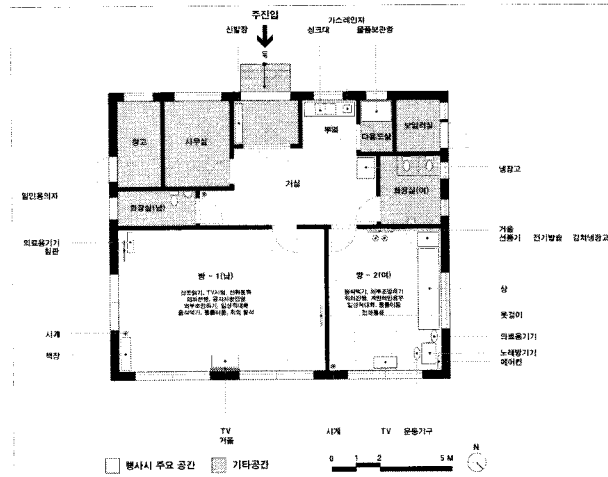 주진입
신발장
가스레인지
싱크대
물품보관함
창고
사무실
부엌
다용도실
보일러실
거실
냉장고
화장실(남)
화장실(여)
일인용의자
의료용기기
칠판
거울
선풍기 전기밥솥 김치냉장고
방 - 1(남)
방 - 2(여)
상
옷걸이
시계
책장
의료용기기
노래방기기
에어컨
TV
거울
시계
TV
운동기구
행사시 주요 공간
기타공간
0 1 2 5 M
N